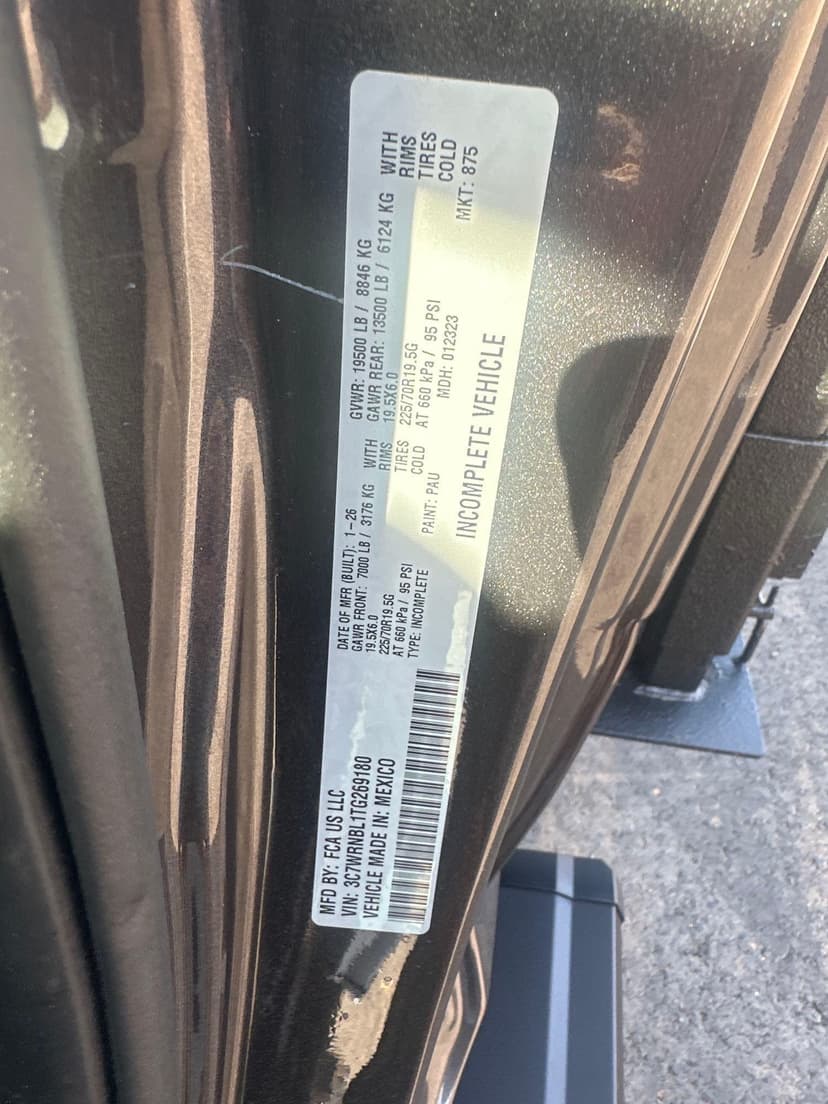 MFD BY: FCA US LLC
VIN: 3C7WRNBL1TG269180
VEHICLE MADE IN: MEXICO
DATE OF MFR (BUILT): 1-26
GVWR: 19500 LB / 8846 KG
GAWR FRONT: 7000 LB / 3176 KG WITH
19.5X6.0 RIMS
225/70R19.5G TIRES
AT 660 kPa / 95 PSI COLD
GAWR REAR: 13500 LB / 6124 KG WITH
19.5X6.0 RIMS
225/70R19.5G TIRES
AT 660 kPa / 95 PSI COLD
TYPE: INCOMPLETE PAINT: PAU MDH: 012323 MKT: 875
INCOMPLETE VEHICLE